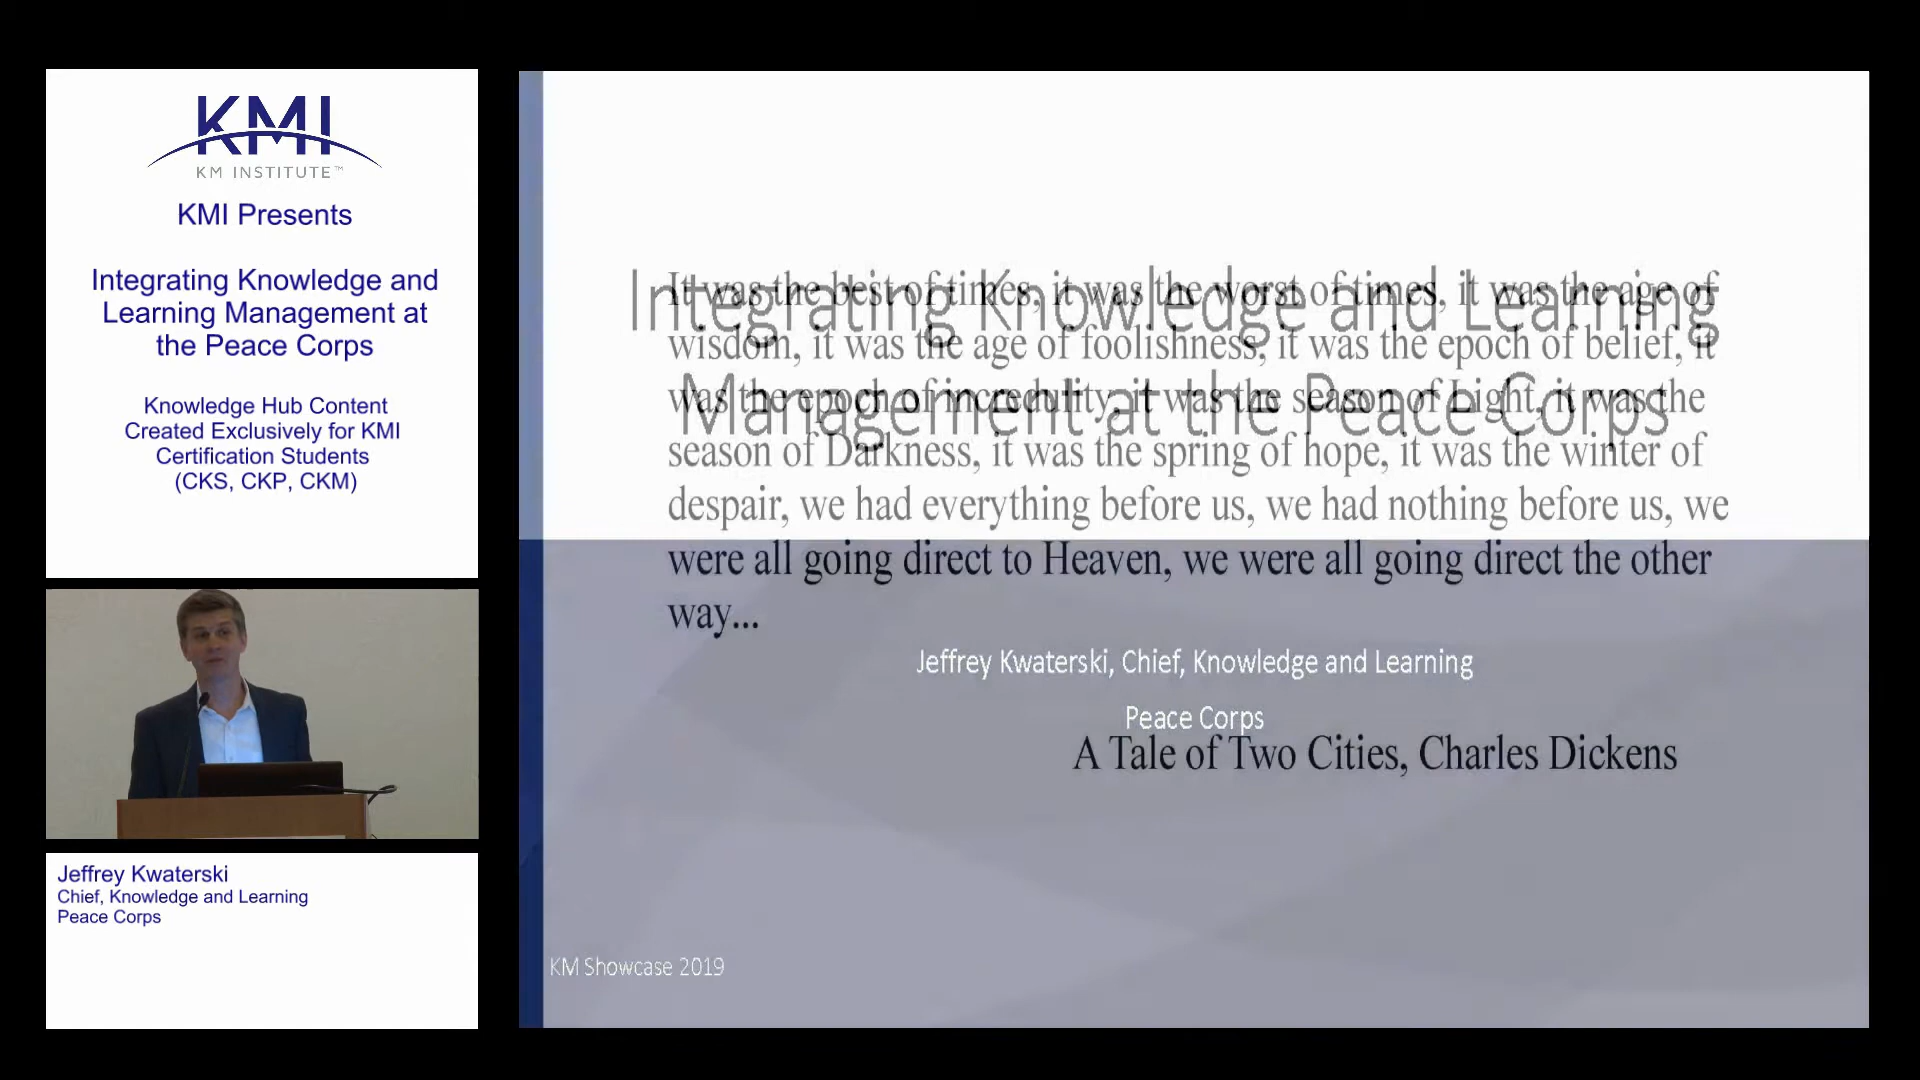 KMI
KM INSTITUTE™
KMI Presents
Integrating Knowledge and
Learning Management at
the Peace Corps
Knowledge Hub Content
Created Exclusively for KMI
Certification Students
(CKS, CKP, CKM)
Jeffrey Kwaterski
Chief, Knowledge and Learning
Peace Corps
Integrating Knowledge and Learning
Management at the Peace Corps
It was the best of times, it was the worst of times, it was the age of
wisdom, it was the age of foolishness, it was the epoch of belief, it
was the epoch of incredulity, it was the season of Light, it was the
season of Darkness, it was the spring of hope, it was the winter of
despair, we had everything before us, we had nothing before us, we
were all going direct to Heaven, we were all going direct the other
way...
Jeffrey Kwaterski, Chief, Knowledge and Learning
Peace Corps
A Tale of Two Cities, Charles Dickens
KM Showcase 2019